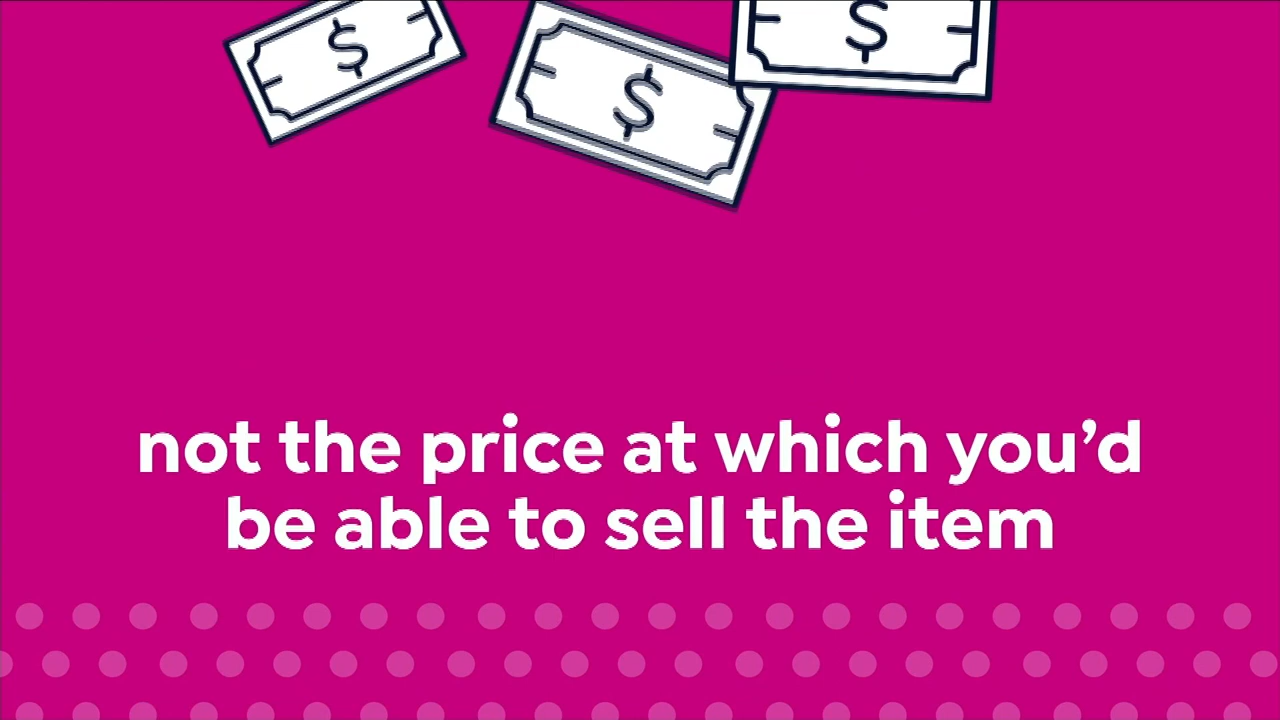 $
$
$
not the price at which you’d
be able to sell the item